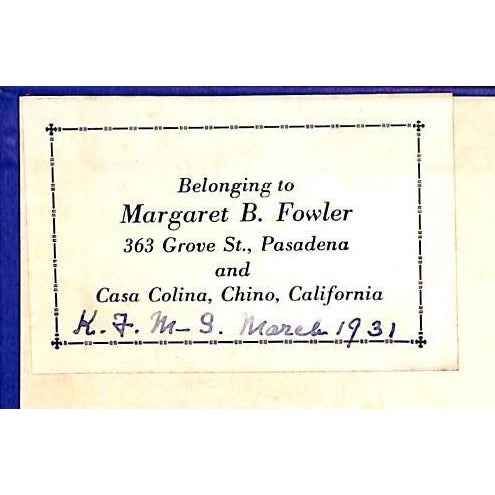 Belonging to
Margaret B. Fowler
363 Grove St., Pasadena
and
Casa Colina, Chino, California
K. F. M-S. March 1931